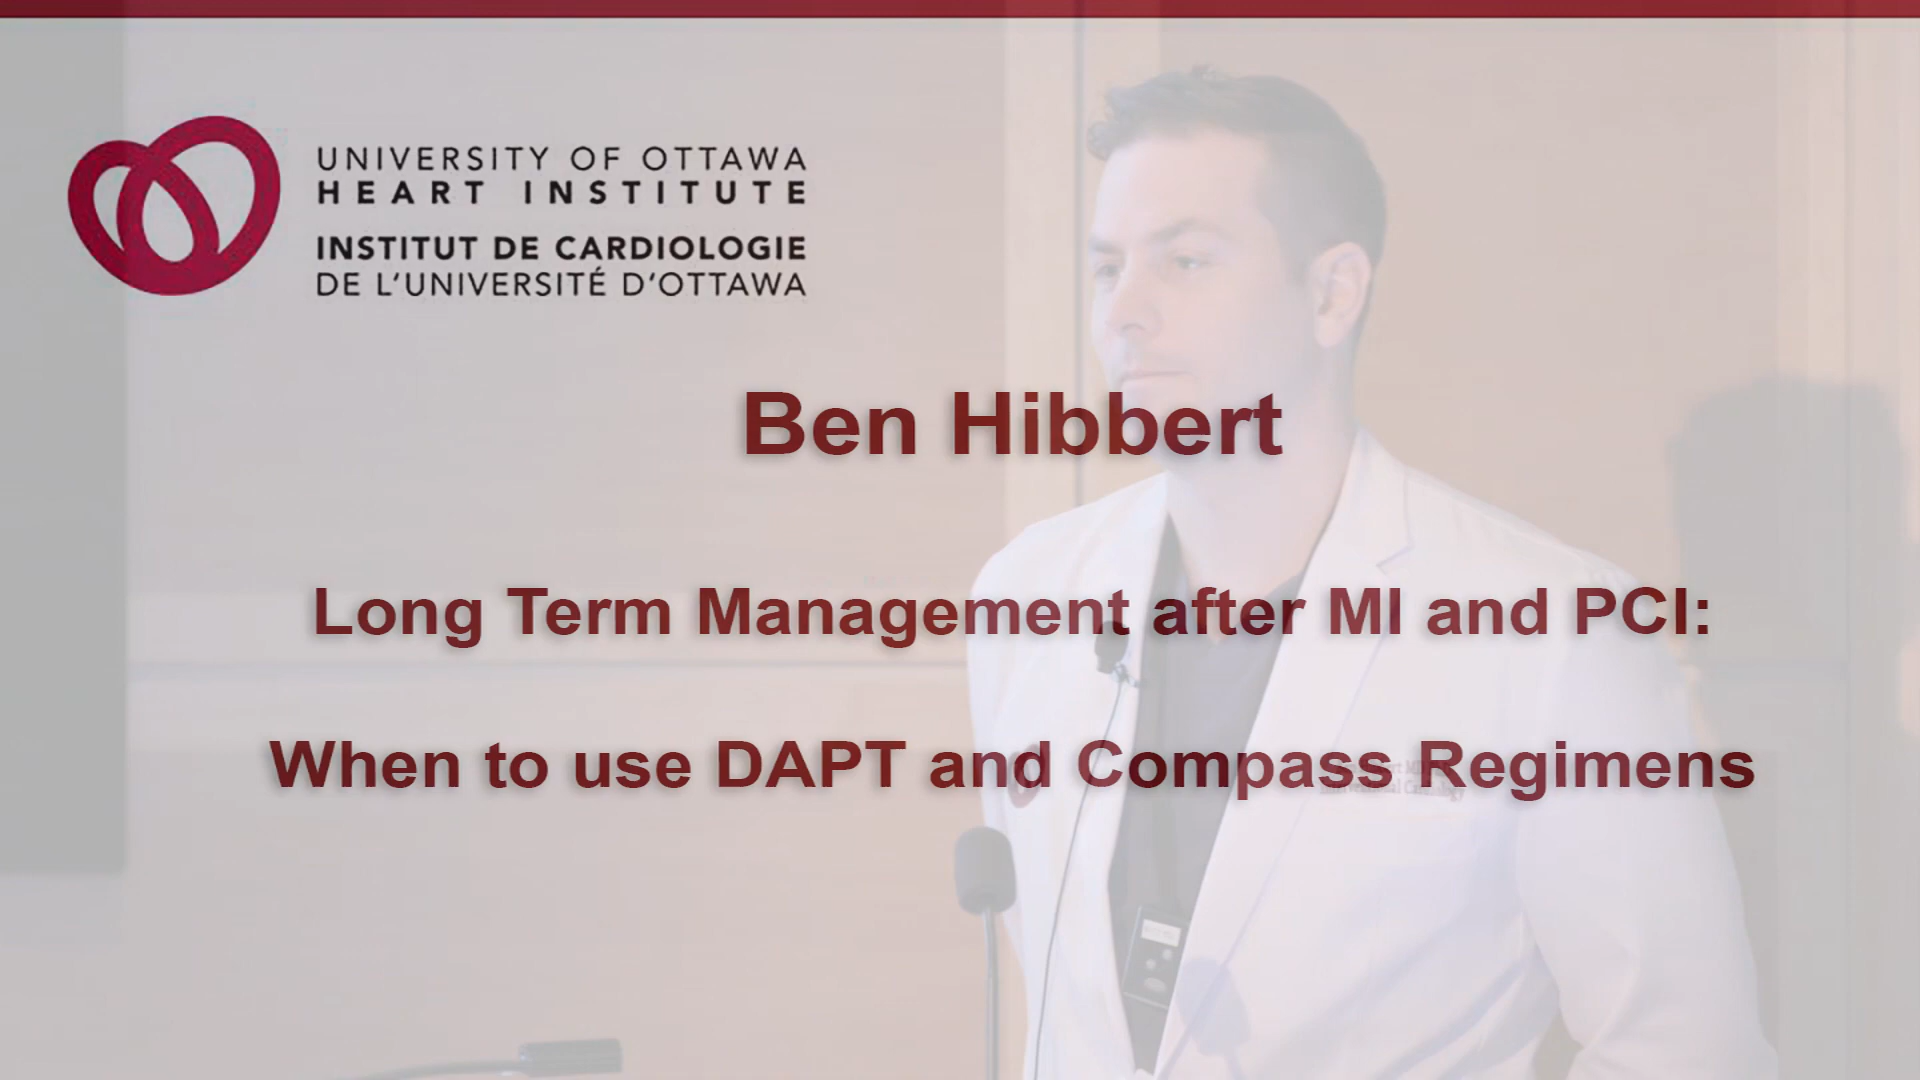 UNIVERSITY OF OTTAWA
HEART INSTITUTE
INSTITUT DE CARDIOLOGIE
DE L'UNIVERSITÉ D'OTTAWA
Ben Hibbert
Long Term Management after MI and PCI:
When to use DAPT and Compass Regimens